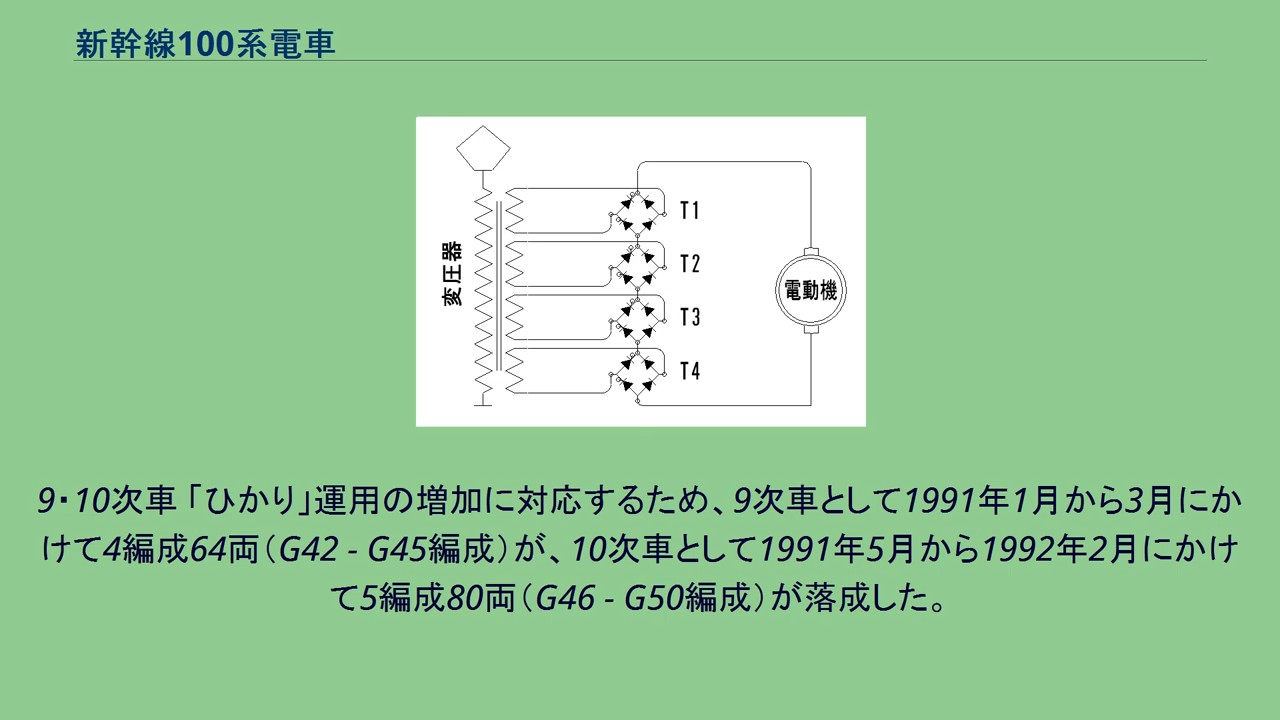 新幹線100系電車
変圧器
T1
T2
T3
T4
電動機
9・10次車 「ひかり」運用の増加に対応するため、9次車として1991年1月から3月にか
けて4編成64両（G42 - G45編成）が、10次車として1991年5月から1992年2月にかけ
て5編成80両（G46 - G50編成）が落成した。